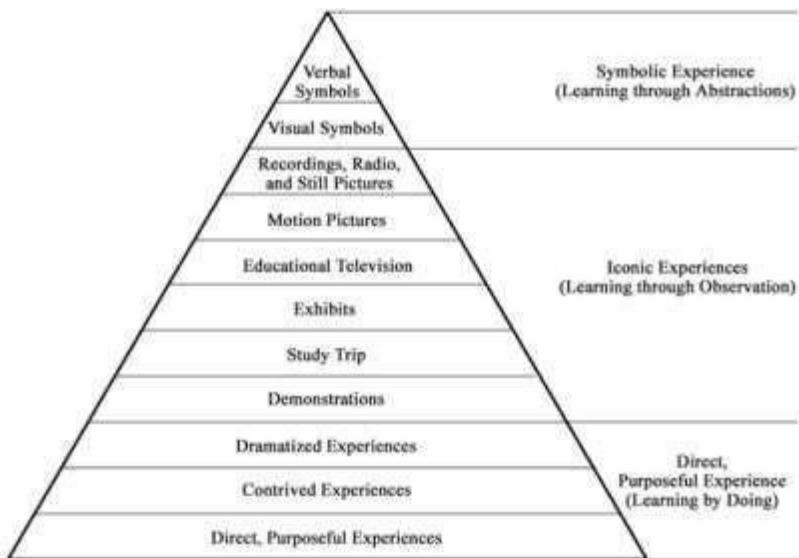 Verbal
Symbols
Visual Symbols
Recordings, Radio,
and Still Pictures
Motion Pictures
Educational Television
Exhibits
Study Trip
Demonstrations
Dramatized Experiences
Contrived Experiences
Direct, Purposeful Experiences
Symbolic Experience
(Learning through Abstractions)
Iconic Experiences
(Learning through Observation)
Direct,
Purposeful Experience
(Learning by Doing)